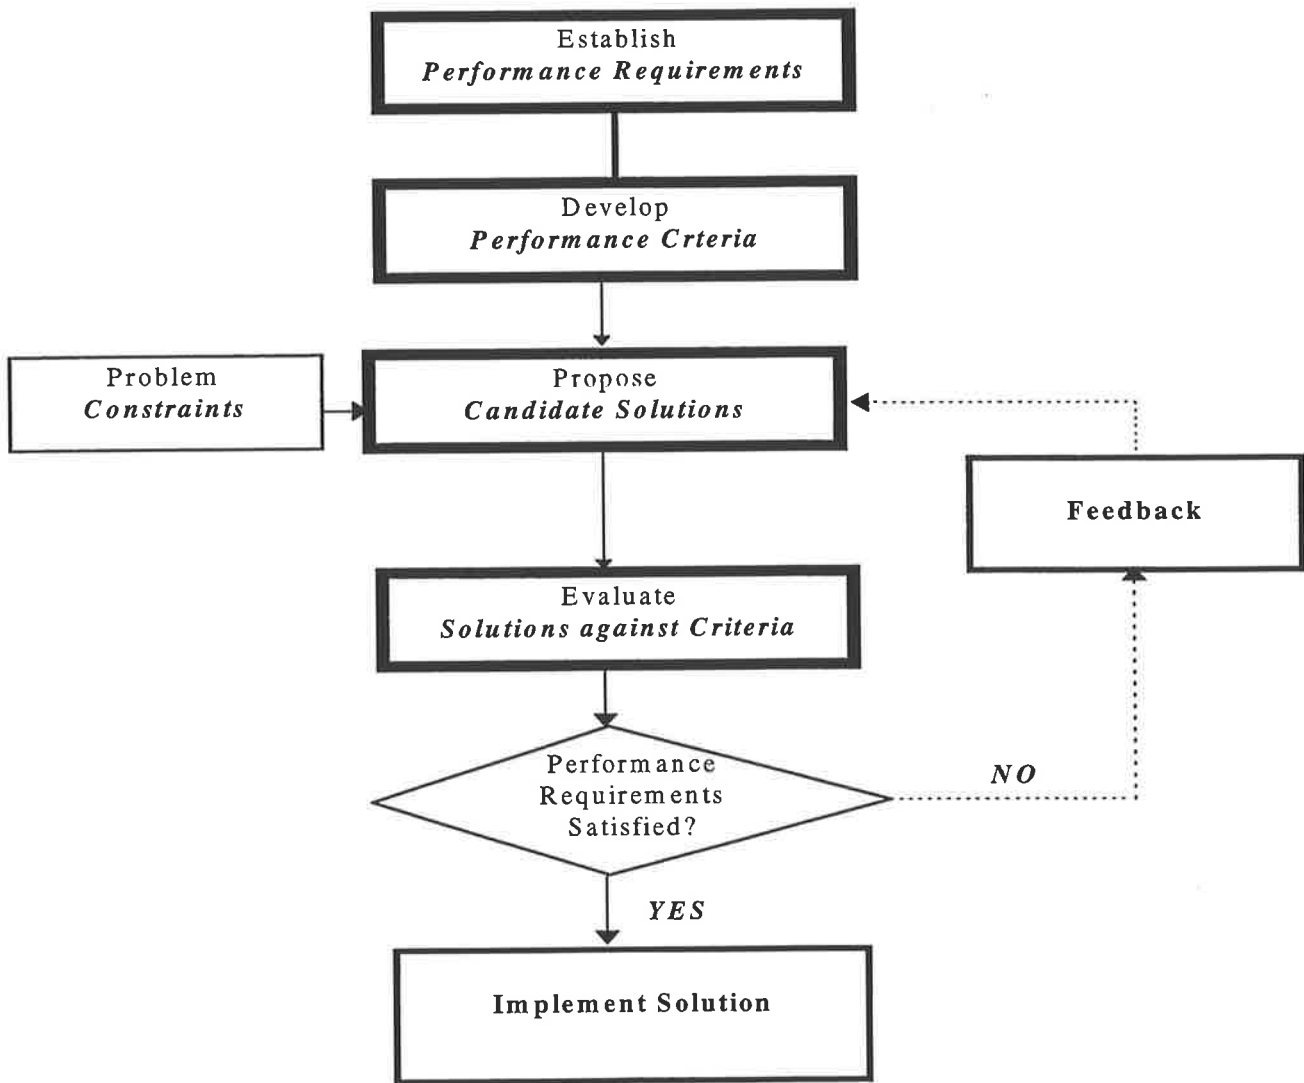 Establish
Performance Requirements
Develop
Performance Crteria
Problem
Constraints
Propose
Candidate Solutions
Feedback
Evaluate
Solutions against Criteria
Performance
Requirements
Satisfied?
NO
YES
Implement Solution